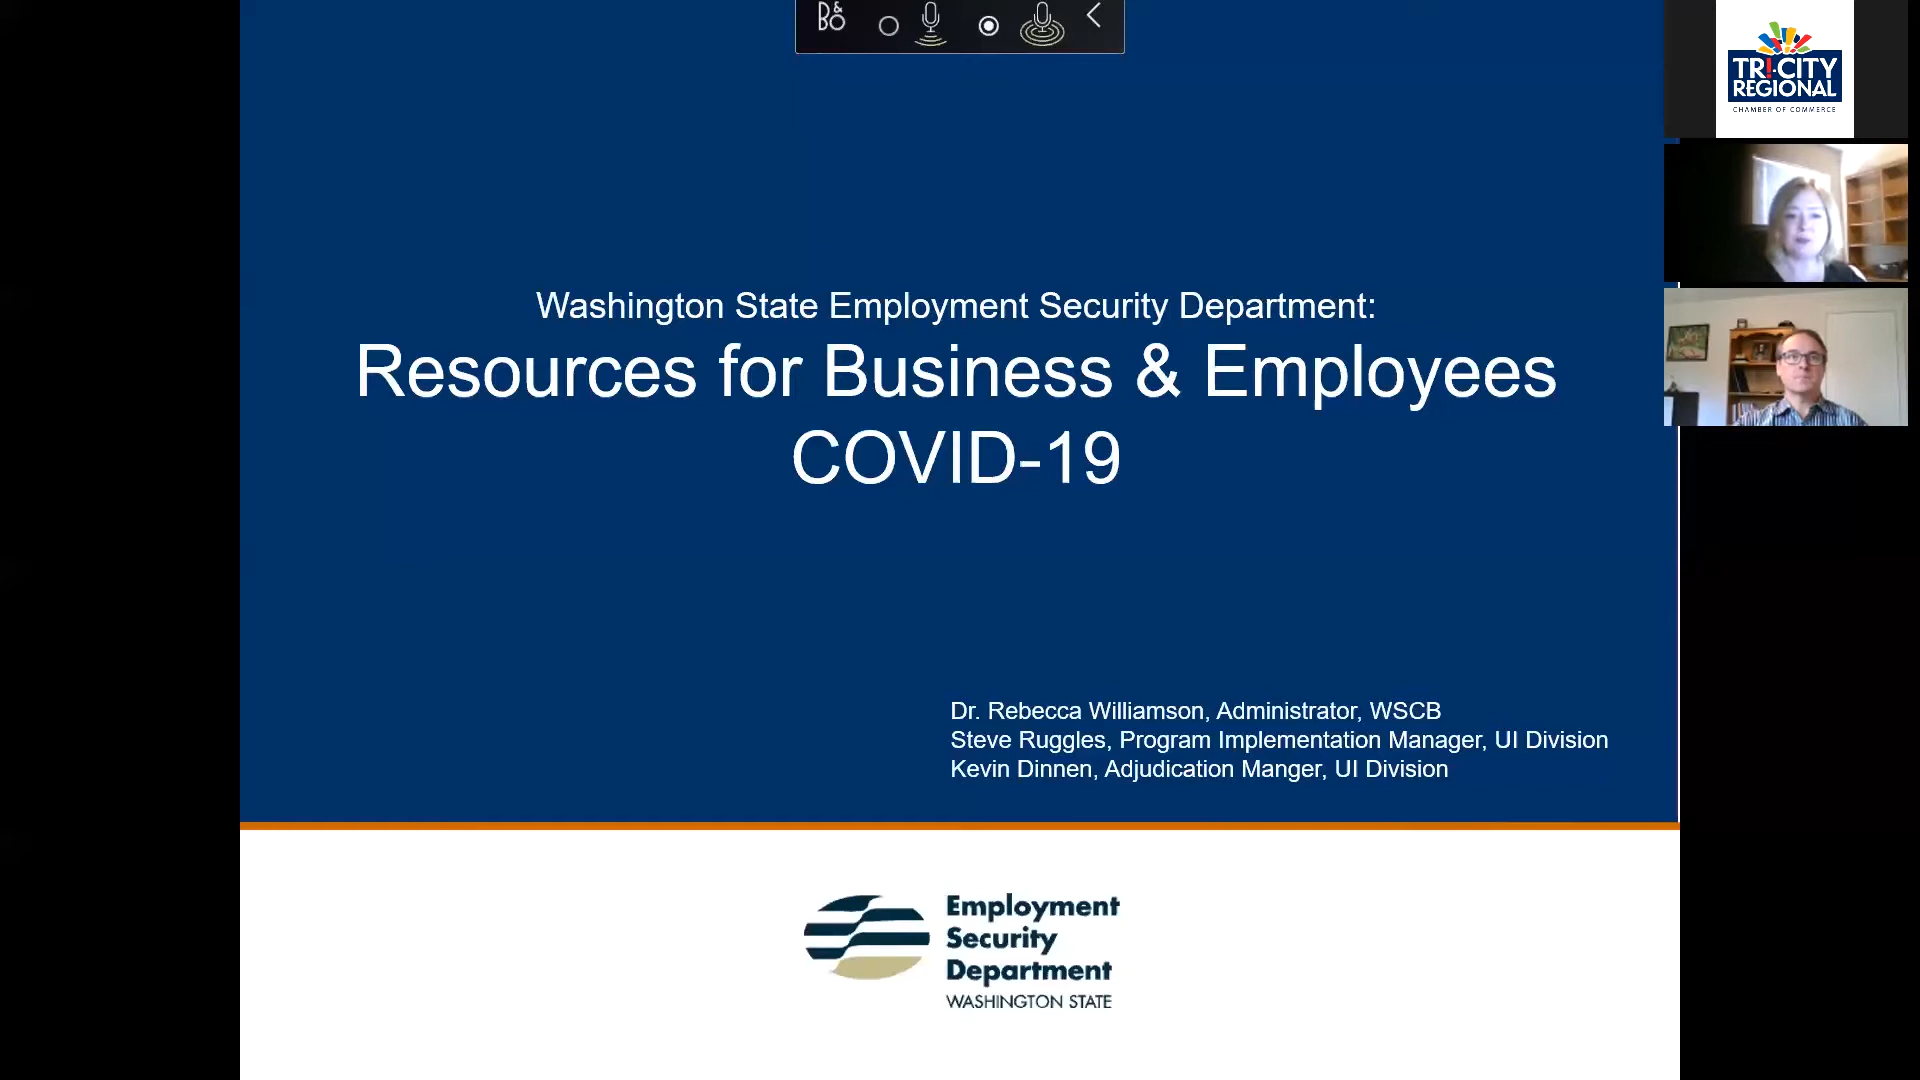 B&O
TRI-CITY
REGIONAL
CHAMBER OF COMMERCE
Washington State Employment Security Department:
Resources for Business & Employees
COVID-19
Dr. Rebecca Williamson, Administrator, WSCB
Steve Ruggles, Program Implementation Manager, UI Division
Kevin Dinnen, Adjudication Manger, UI Division
Employment
Security
Department
WASHINGTON STATE